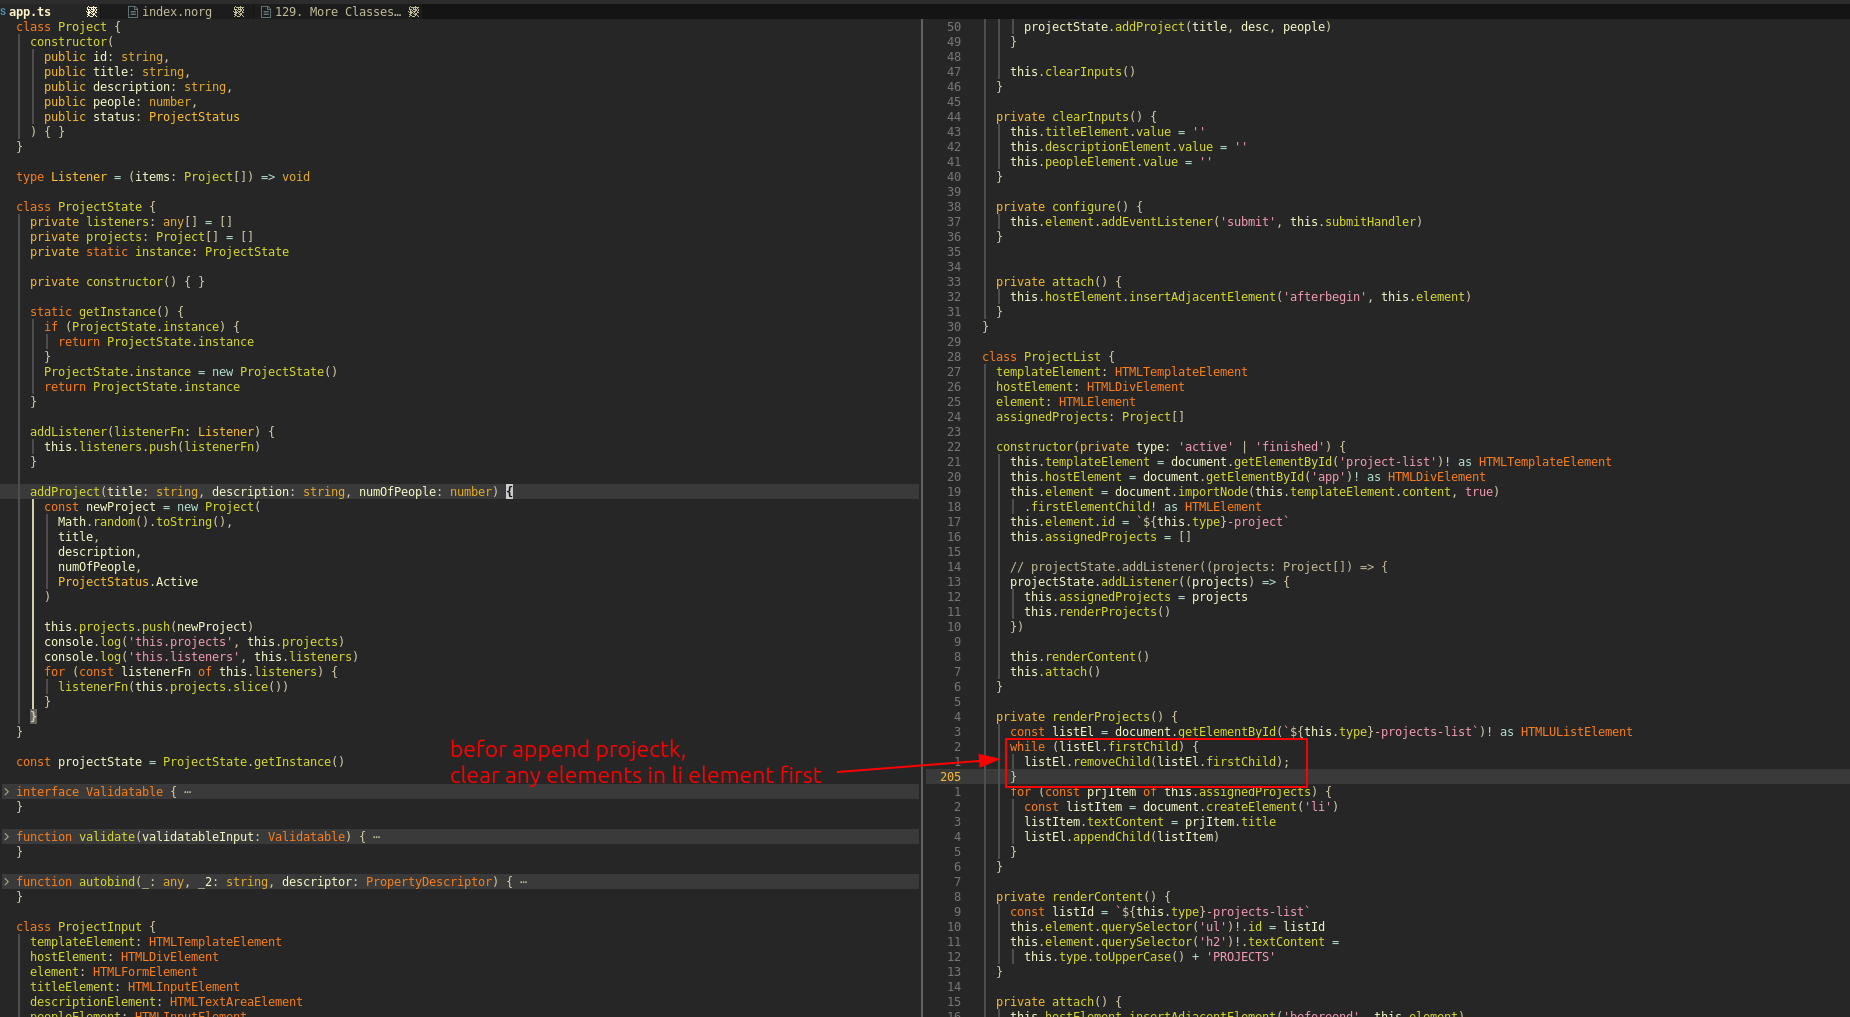 app.ts
index.norg
129. More Classes…
class Project {
constructor(
public id: string,
public title: string,
public description: string,
public people: number,
public status: ProjectStatus
) { }
}
type Listener = (items: Project[]) => void
class ProjectState {
private listeners: any[] = []
private projects: Project[] = []
private static instance: ProjectState
private constructor() { }
static getInstance() {
if (ProjectState.instance) {
return ProjectState.instance
}
ProjectState.instance = new ProjectState()
return ProjectState.instance
}
addListener(listenerFn: Listener) {
this.listeners.push(listenerFn)
}
addProject(title: string, description: string, numOfPeople: number) {
const newProject = new Project(
Math.random().toString(),
title,
description,
numOfPeople,
ProjectStatus.Active
)
this.projects.push(newProject)
console.log('this.projects', this.projects)
console.log('this.listeners', this.listeners)
for (const listenerFn of this.listeners) {
listenerFn(this.projects.slice())
}
}
}
befor append projectk,
clear any elements in li element first
const projectState = ProjectState.getInstance()
> interface Validatable { ⋯
}
> function validate(validatableInput: Validatable) { ⋯
}
> function autobind(_: any, _2: string, descriptor: PropertyDescriptor) { ⋯
}
class ProjectInput {
templateElement: HTMLTemplateElement
hostElement: HTMLDivElement
element: HTMLFormElement
titleElement: HTMLInputElement
descriptionElement: HTMLTextAreaElement
peopleElement: HTMLInputElement
50 projectState.addProject(title, desc, people)
49 }
48
47 this.clearInputs()
46 }
45
44 private clearInputs() {
43 this.titleElement.value = ''
42 this.descriptionElement.value = ''
41 this.peopleElement.value = ''
40 }
39
38 private configure() {
37 this.element.addEventListener('submit', this.submitHandler)
36 }
35
34
33 private attach() {
32 this.hostElement.insertAdjacentElement('afterbegin', this.element)
31 }
30 }
29
28 class ProjectList {
27 templateElement: HTMLTemplateElement
26 hostElement: HTMLDivElement
25 element: HTMLElement
24 assignedProjects: Project[]
23
22 constructor(private type: 'active' | 'finished') {
21 this.templateElement = document.getElementById('project-list')! as HTMLTemplateElement
20 this.hostElement = document.getElementById('app')! as HTMLDivElement
19 this.element = document.importNode(this.templateElement.content, true)
18 .firstElementChild! as HTMLElement
17 this.element.id = `${this.type}-project`
16 this.assignedProjects = []
15
14 // projectState.addListener((projects: Project[]) => {
13 projectState.addListener((projects) => {
12 this.assignedProjects = projects
11 this.renderProjects()
10 })
9
8 this.renderContent()
7 this.attach()
6 }
5
4 private renderProjects() {
3 const listEl = document.getElementById(`${this.type}-projects-list`)! as HTMLUListElement
2 while (listEl.firstChild) {
1 listEl.removeChild(listEl.firstChild);
205 }
1 for (const prjItem of this.assignedProjects) {
2 const listItem = document.createElement('li')
3 listItem.textContent = prjItem.title
4 listEl.appendChild(listItem)
5 }
6 }
7
8 private renderContent() {
9 const listId = `${this.type}-projects-list`
10 this.element.querySelector('ul')!.id = listId
11 this.element.querySelector('h2')!.textContent =
12 this.type.toUpperCase() + 'PROJECTS'
13 }
14
15 private attach() {
16 this.hostElement.insertAdjacentElement('beforeend', this.element)